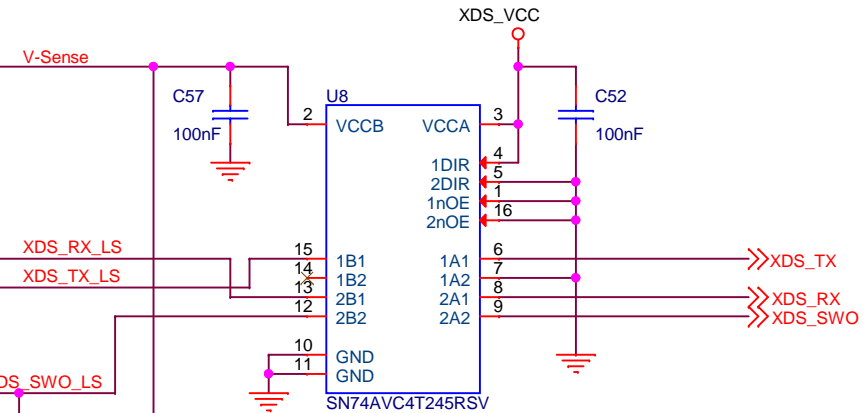 XDS_VCC
V-Sense
C57
100nF
U8
C52
100nF
2
VCCB
VCCA
3
1DIR
4
2DIR
5
1nOE
1
2nOE
16
XDS_RX_LS
15
1B1
1A1
6
XDS_TX
XDS_TX_LS
14
1B2
1A2
7
13
2B1
2A1
8
XDS_RX
12
2B2
2A2
9
XDS_SWO
10
GND
11
GND
DS_SWO_LS
SN74AVC4T245RSV